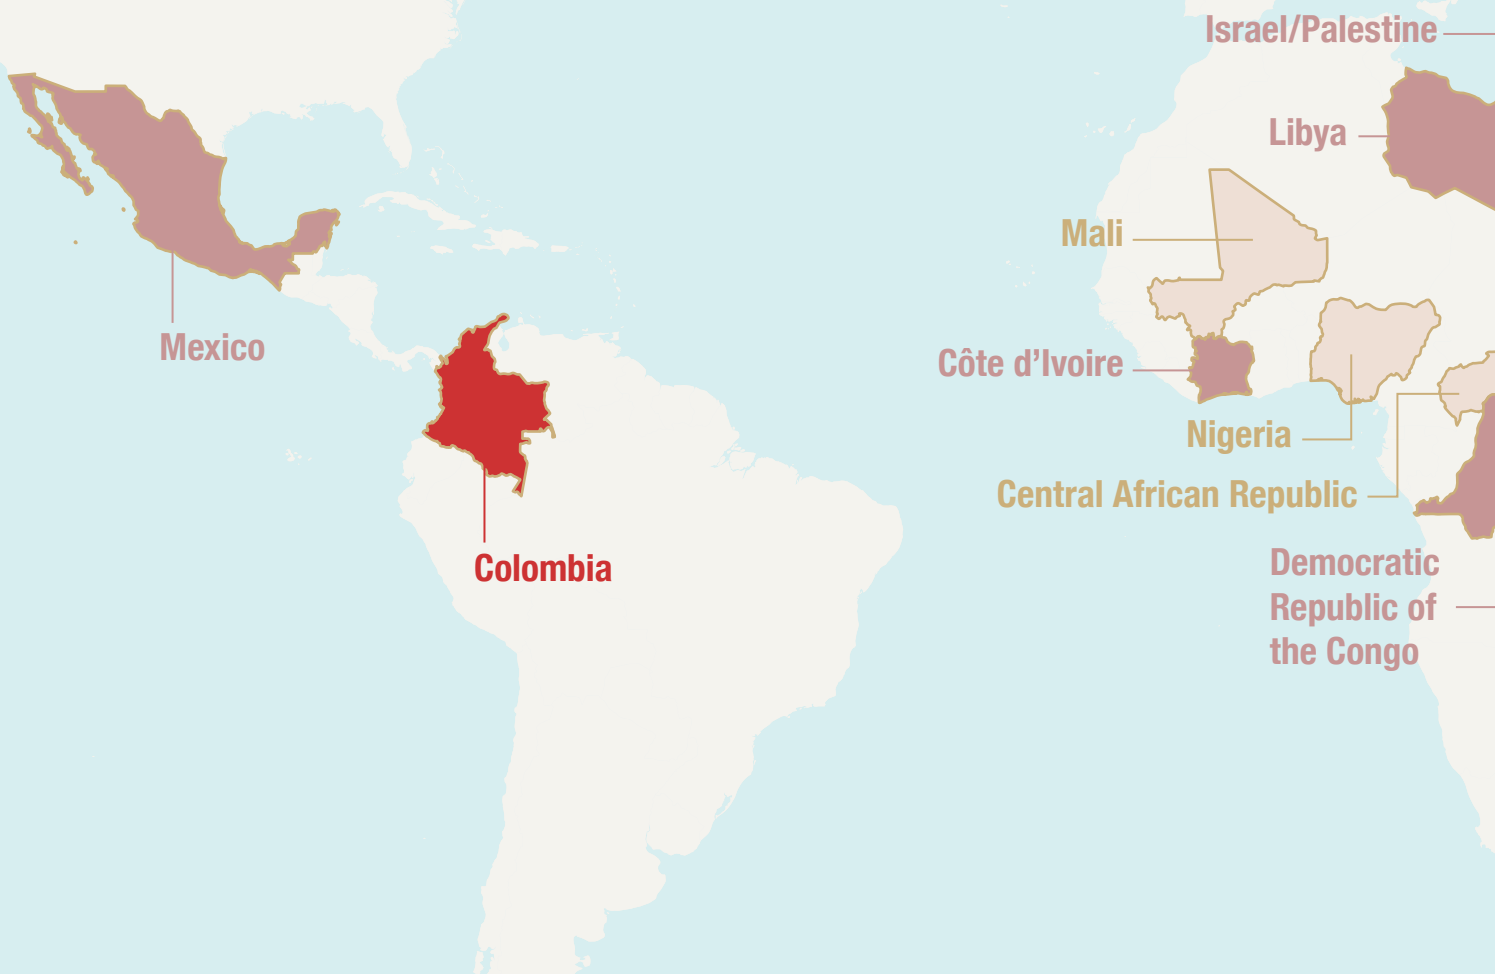 Israel/Palestine
Libya
Mali
Mexico
Côte d’Ivoire
Nigeria
Central African Republic
Colombia
Democratic
Republic of
the Congo